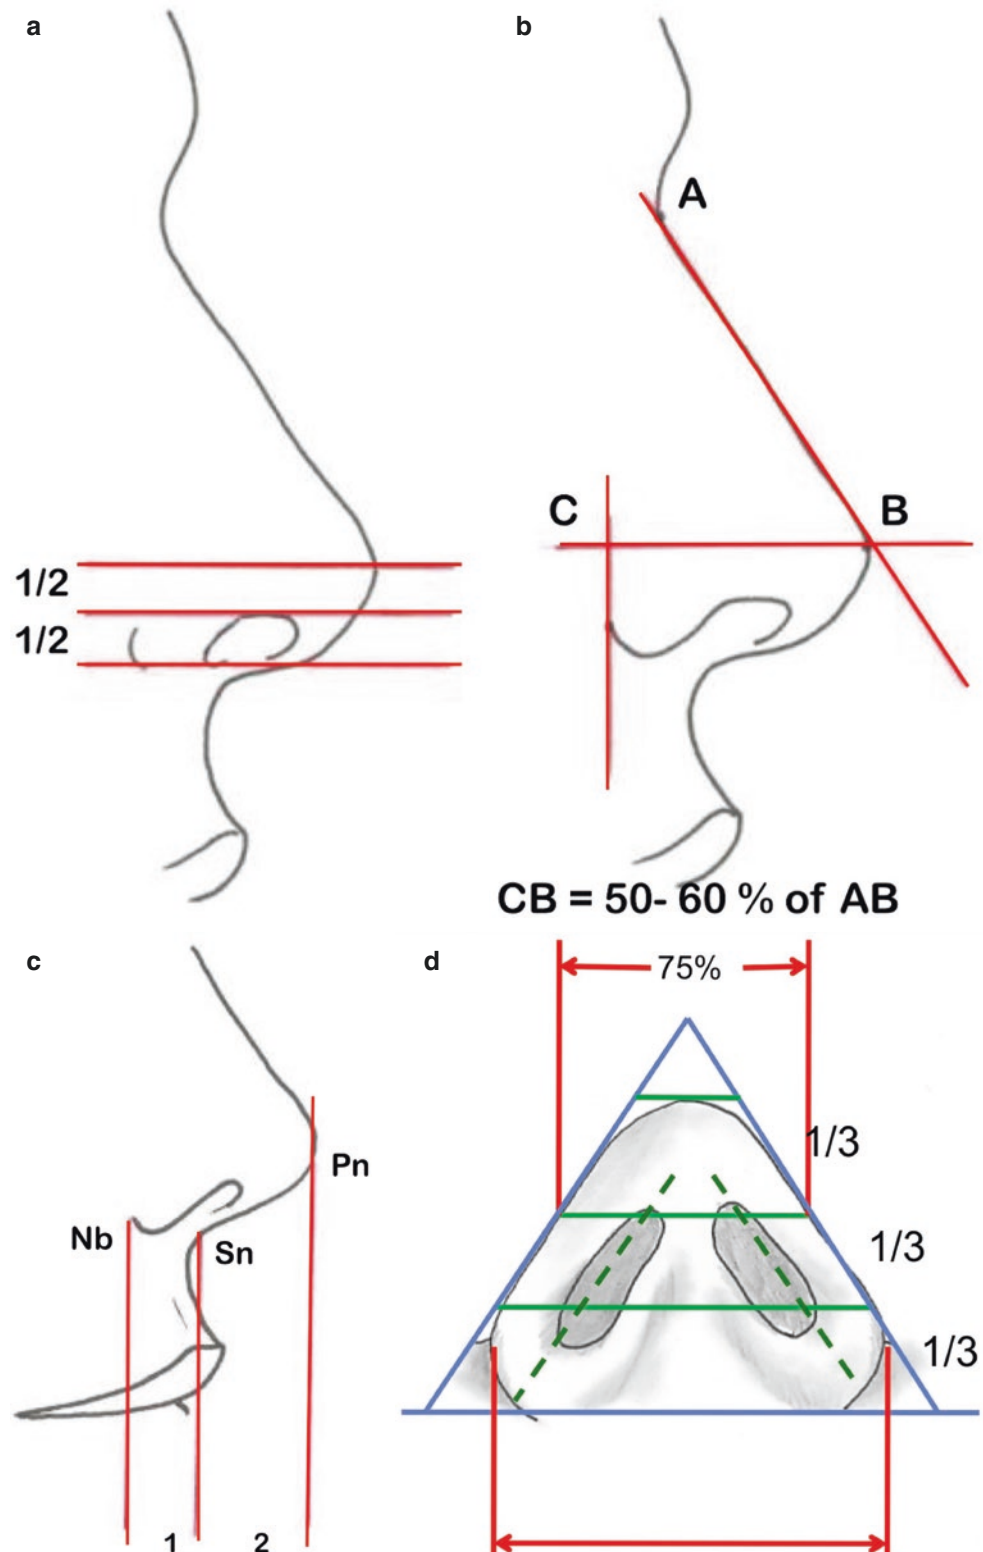 a
1/2
1/2
b
A
C
B
CB = 50- 60 % of AB
c
Pn
Nb
Sn
1
2
d
75%
1/3
1/3
1/3